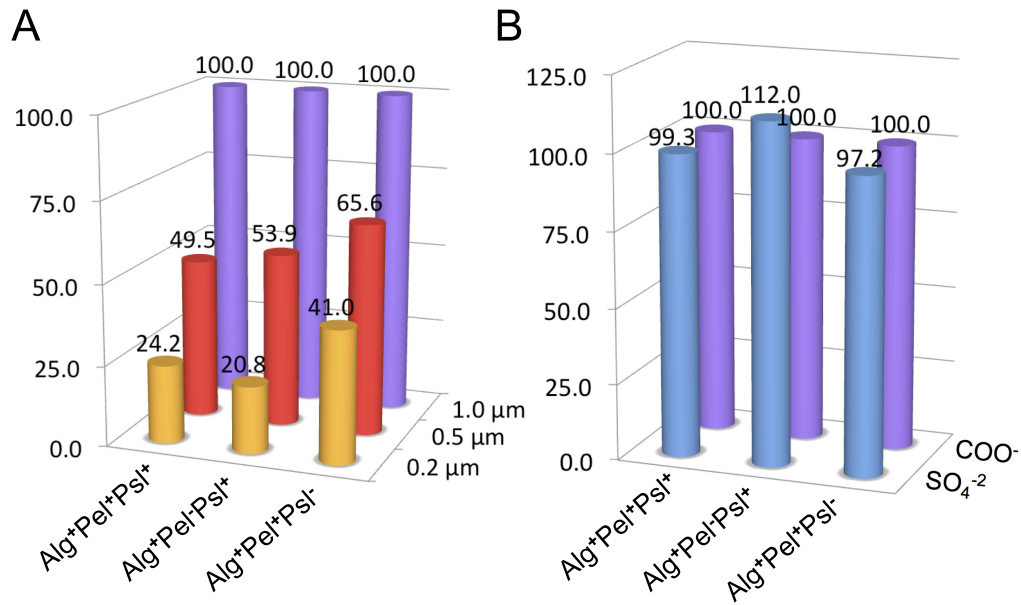 A
100.0
75.0
50.0
25.0
0.0
100.0 100.0 100.0
49.5 53.9 65.6
24.2 20.8 41.0
1.0 µm
0.5 µm
0.2 µm
Alg⁺Pel⁺Psl⁺
Alg⁺Pel⁻Psl⁺
Alg⁺Pel⁺Psl⁻
B
125.0
100.0
75.0
50.0
25.0
0.0
100.0 100.0 100.0
99.3 112.0 97.2
COO⁻
SO₄⁻²
Alg⁺Pel⁺Psl⁺
Alg⁺Pel⁻Psl⁺
Alg⁺Pel⁺Psl⁻